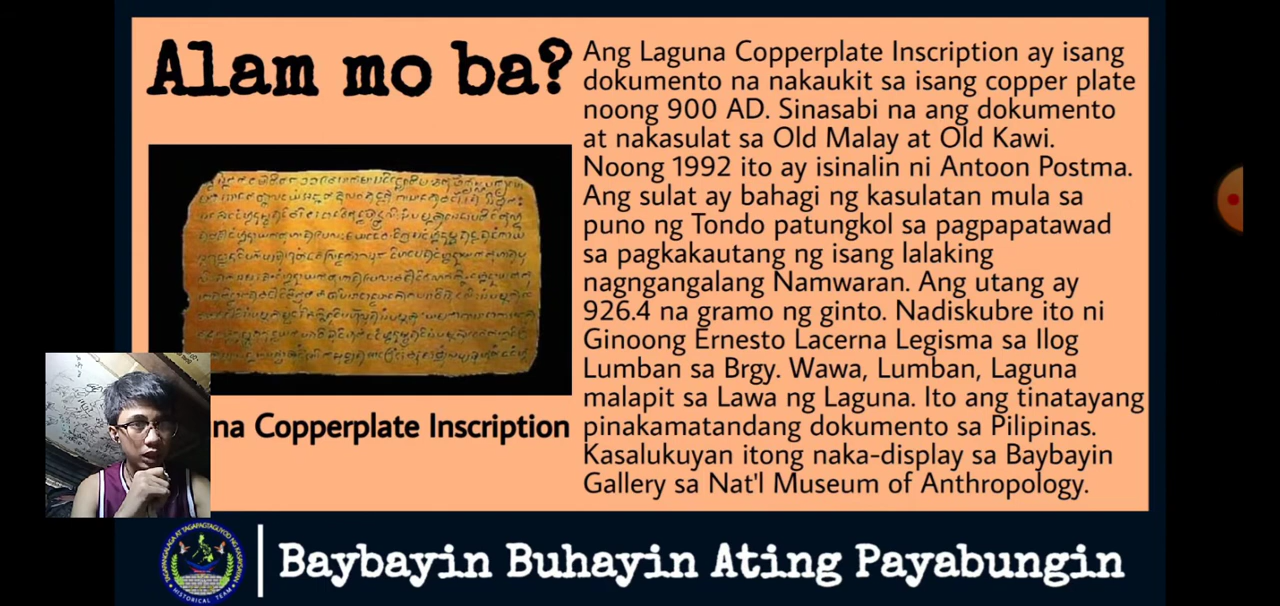 Alam mo ba?
Ang Laguna Copperplate Inscription ay isang
dokumento na nakaukit sa isang copper plate
noong 900 AD. Sinasabi na ang dokumento
at nakasulat sa Old Malay at Old Kawi.
Noong 1992 ito ay isinalin ni Antoon Postma.
Ang sulat ay bahagi ng kasulatan mula sa
puno ng Tondo patungkol sa pagpapatawad
sa pagkakautang ng isang lalaking
nagngangalang Namwaran. Ang utang ay
926.4 na gramo ng ginto. Nadiskubre ito ni
Ginoong Ernesto Lacerna Legisma sa Ilog
Lumban sa Brgy. Wawa, Lumban, Laguna
malapit sa Lawa ng Laguna. Ito ang tinatayang
pinakamatandang dokumento sa Pilipinas.
Kasalukuyan itong naka-display sa Baybayin
Gallery sa Nat'l Museum of Anthropology.
na Copperplate Inscription
HISTORICAL TEAM
Baybayin Buhayin Ating Payabungin